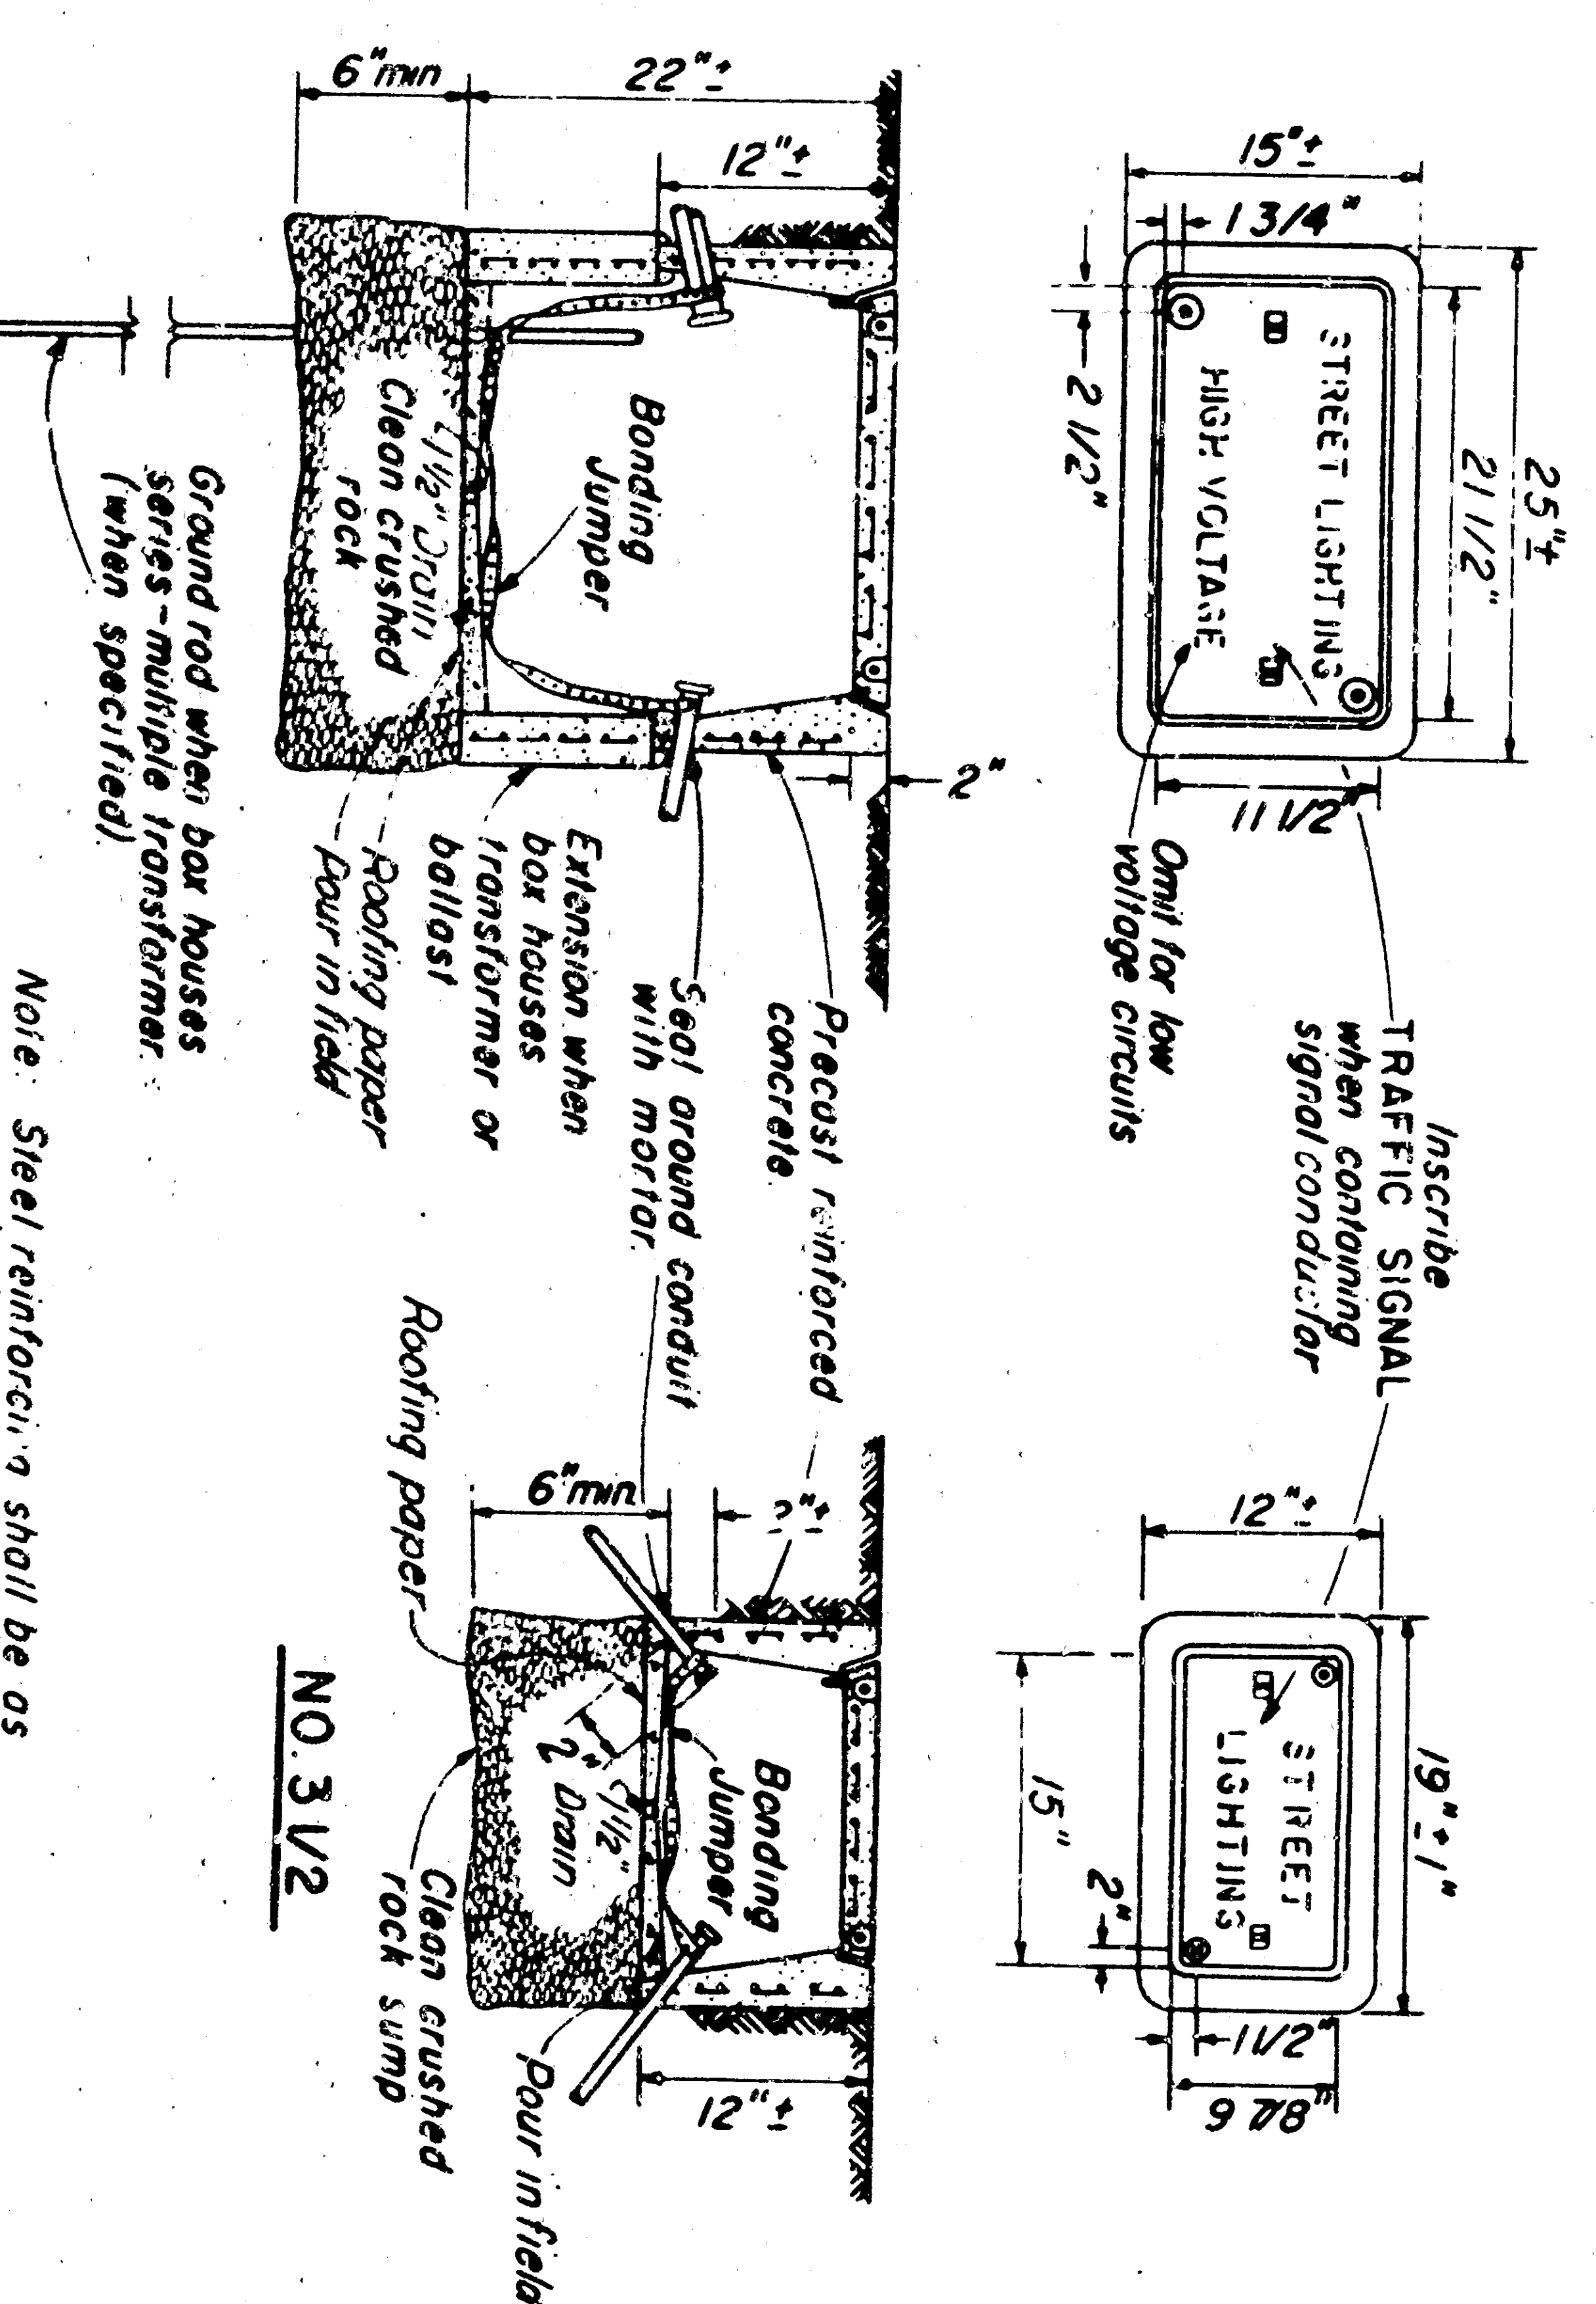 25"±
21 1/2"
15"±
1 3/4"
STREET LIGHTING
HIGH VOLTAGE
2 1/2"
11 1/2"
Omit for low
voltage circuits
Inscribe
TRAFFIC SIGNAL
when containing
signal conductor
19"±1"
12"±
STREET
LIGHTING
1 1/2"
9 7/8"
2"
15"
22"±
12"±
6"min
2"
Bonding
Jumper
1 1/2" Drain
Clean crushed
rock
Precast reinforced
concrete.
Seal around conduit
with mortar.
Extension when
box houses
transformer or
ballast
Roofing paper
Pour in field
Ground rod when box houses
series-multiple transformer.
(when specified).
6"min
Bonding
Jumper
1 1/2"
2" Drain
12"±
Roofing paper
Clean crushed
rock sump
Pour in field
NO. 3 1/2
Note: Steel reinforcing shall be as